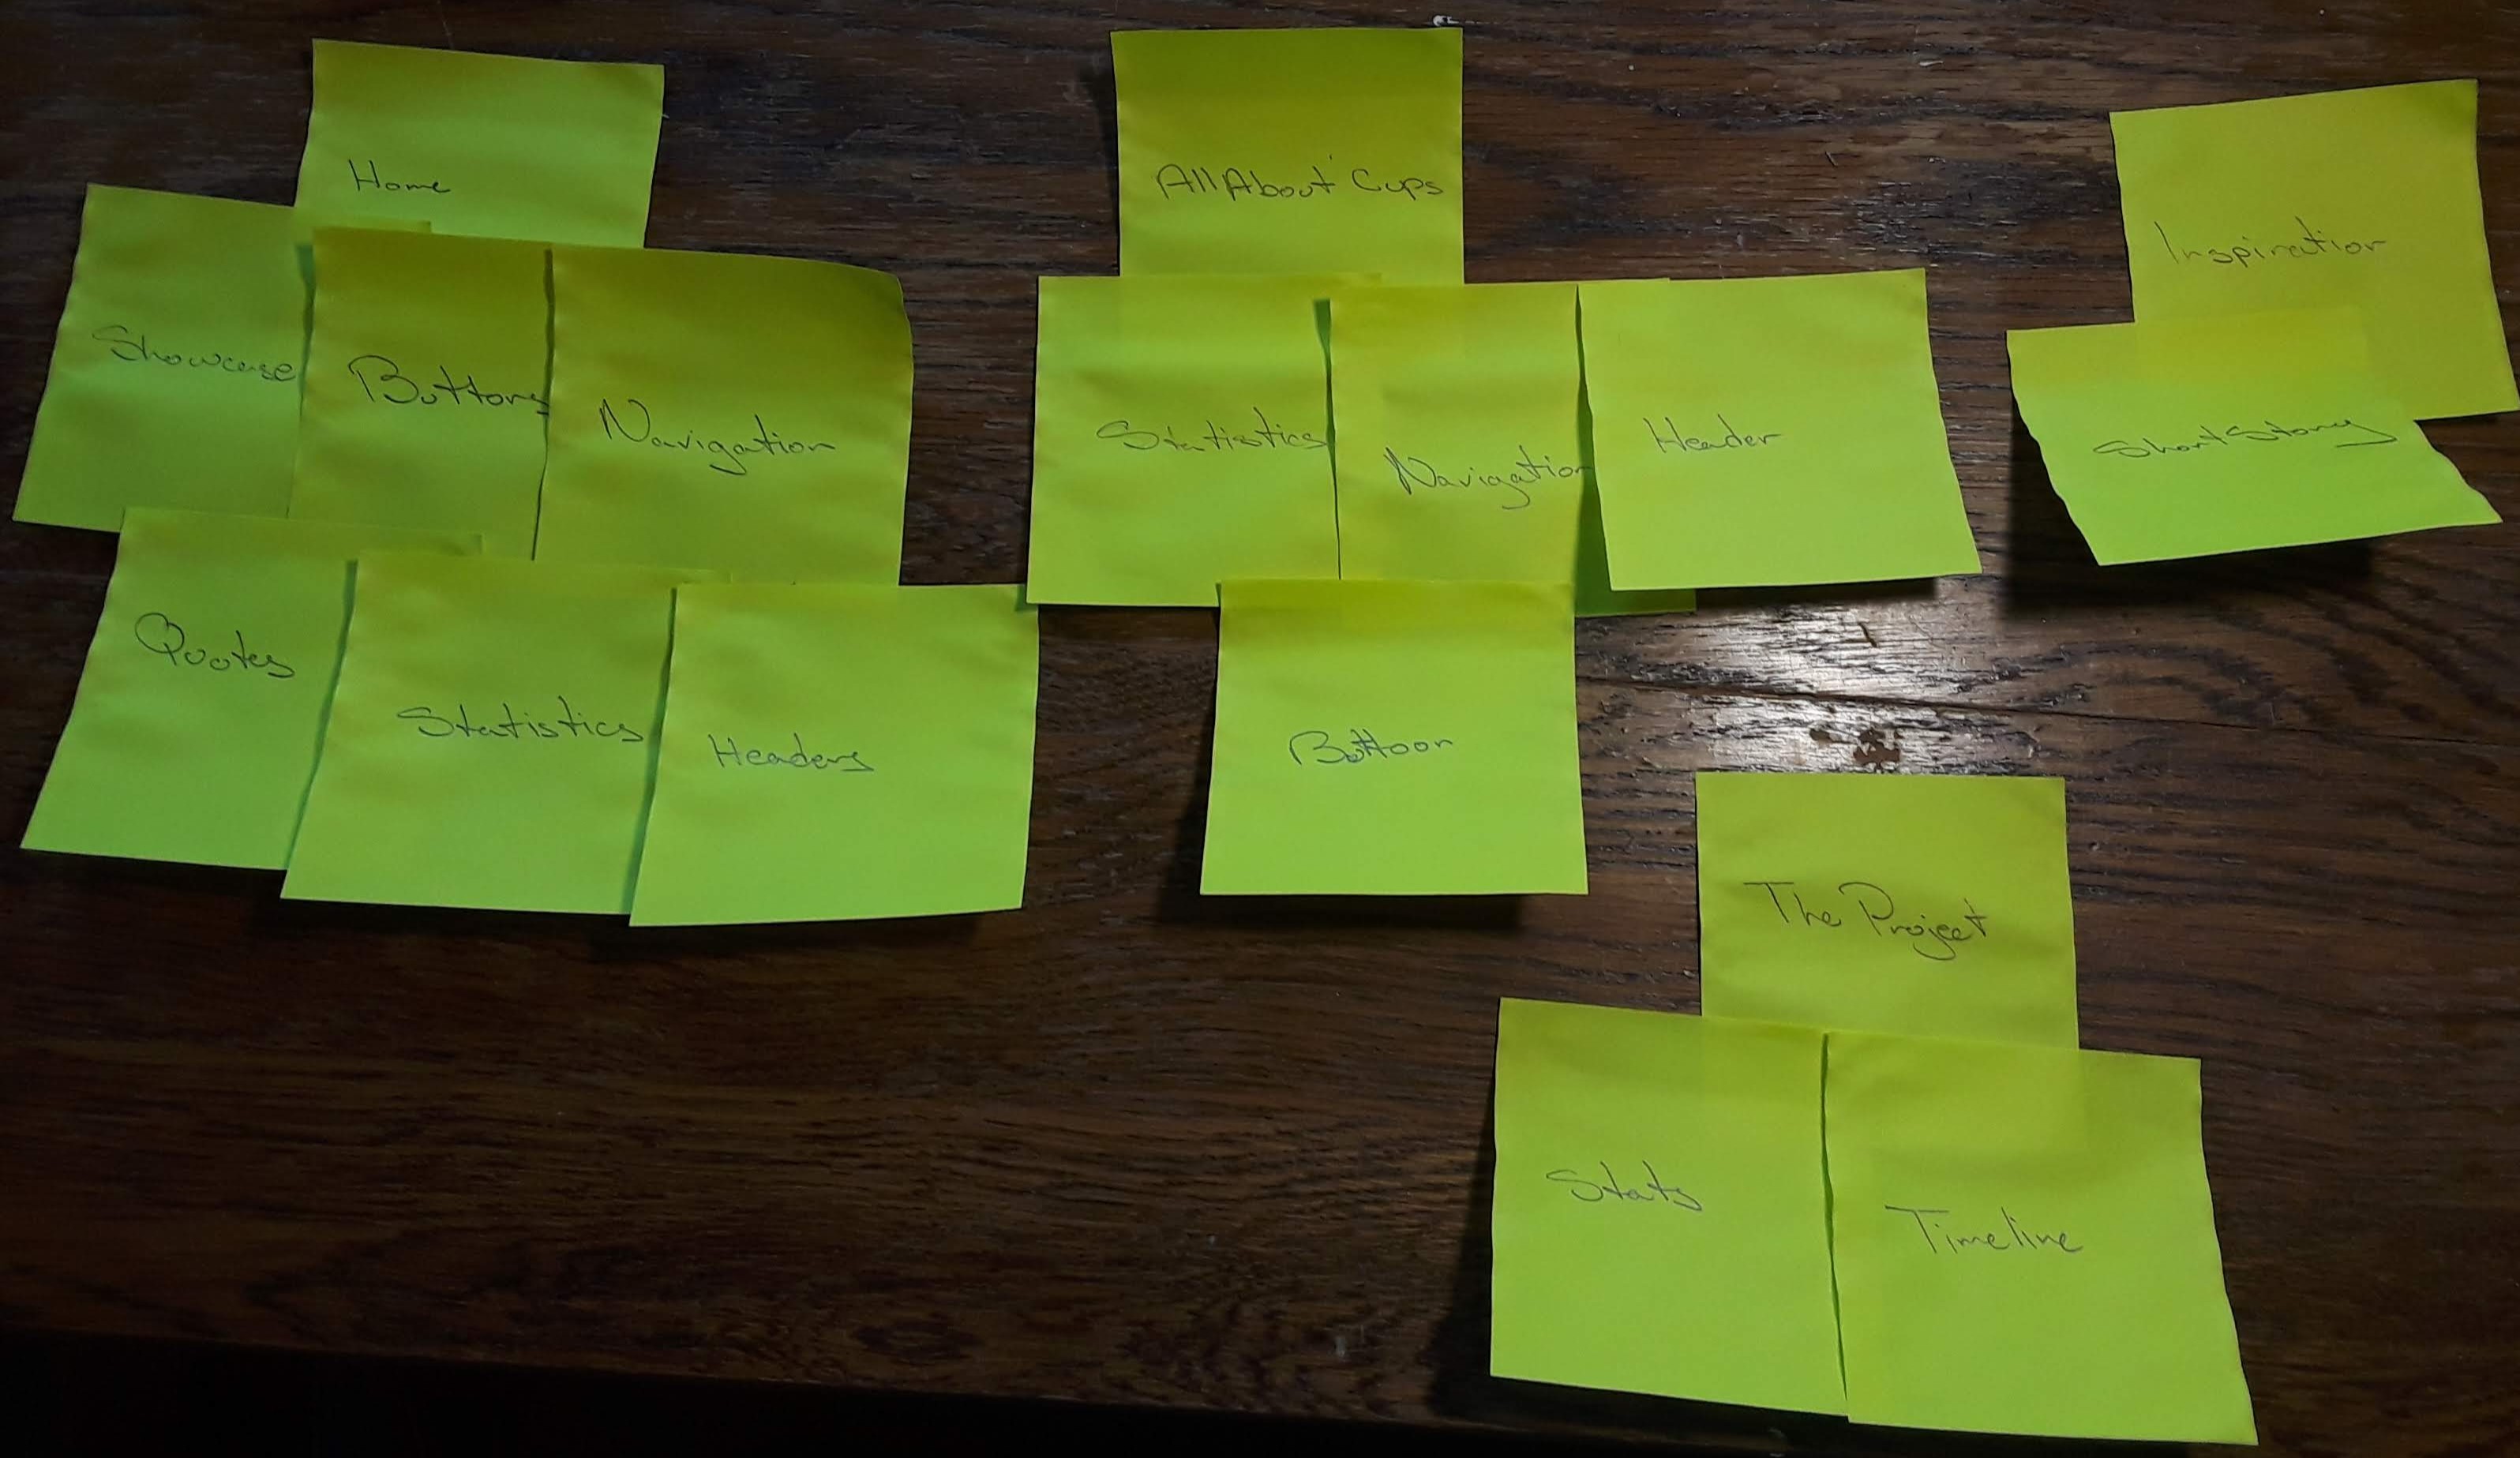 Home
Showcase
Buttons
Navigation
Quotes
Statistics
Headers
All About Cups
Statistics
Navigation
Header
Buttoon
Inspiration
Short Story
The Project
Stats
Timeline